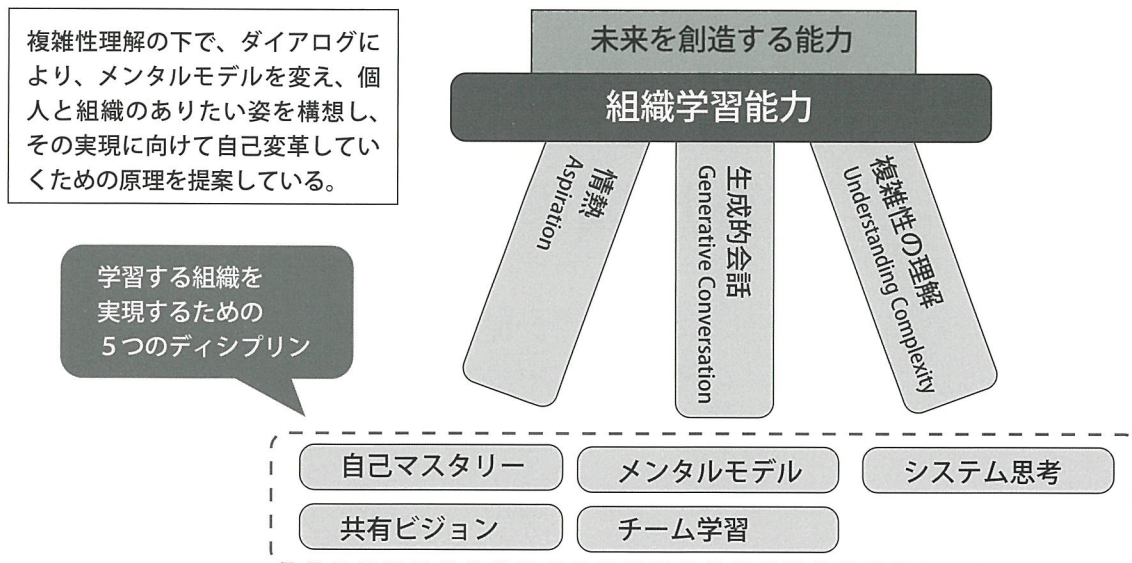 複雑性理解の下で、ダイアログに
より、メンタルモデルを変え、個
人と組織のありたい姿を構想し、
その実現に向けて自己変革してい
くための原理を提案している。
未来を創造する能力
組織学習能力
情熱
Aspiration
生成的会話
Generative Conversation
複雑性の理解
Understanding Complexity
学習する組織を
実現するための
5つのディシプリン
自己マスタリー
メンタルモデル
システム思考
共有ビジョン
チーム学習